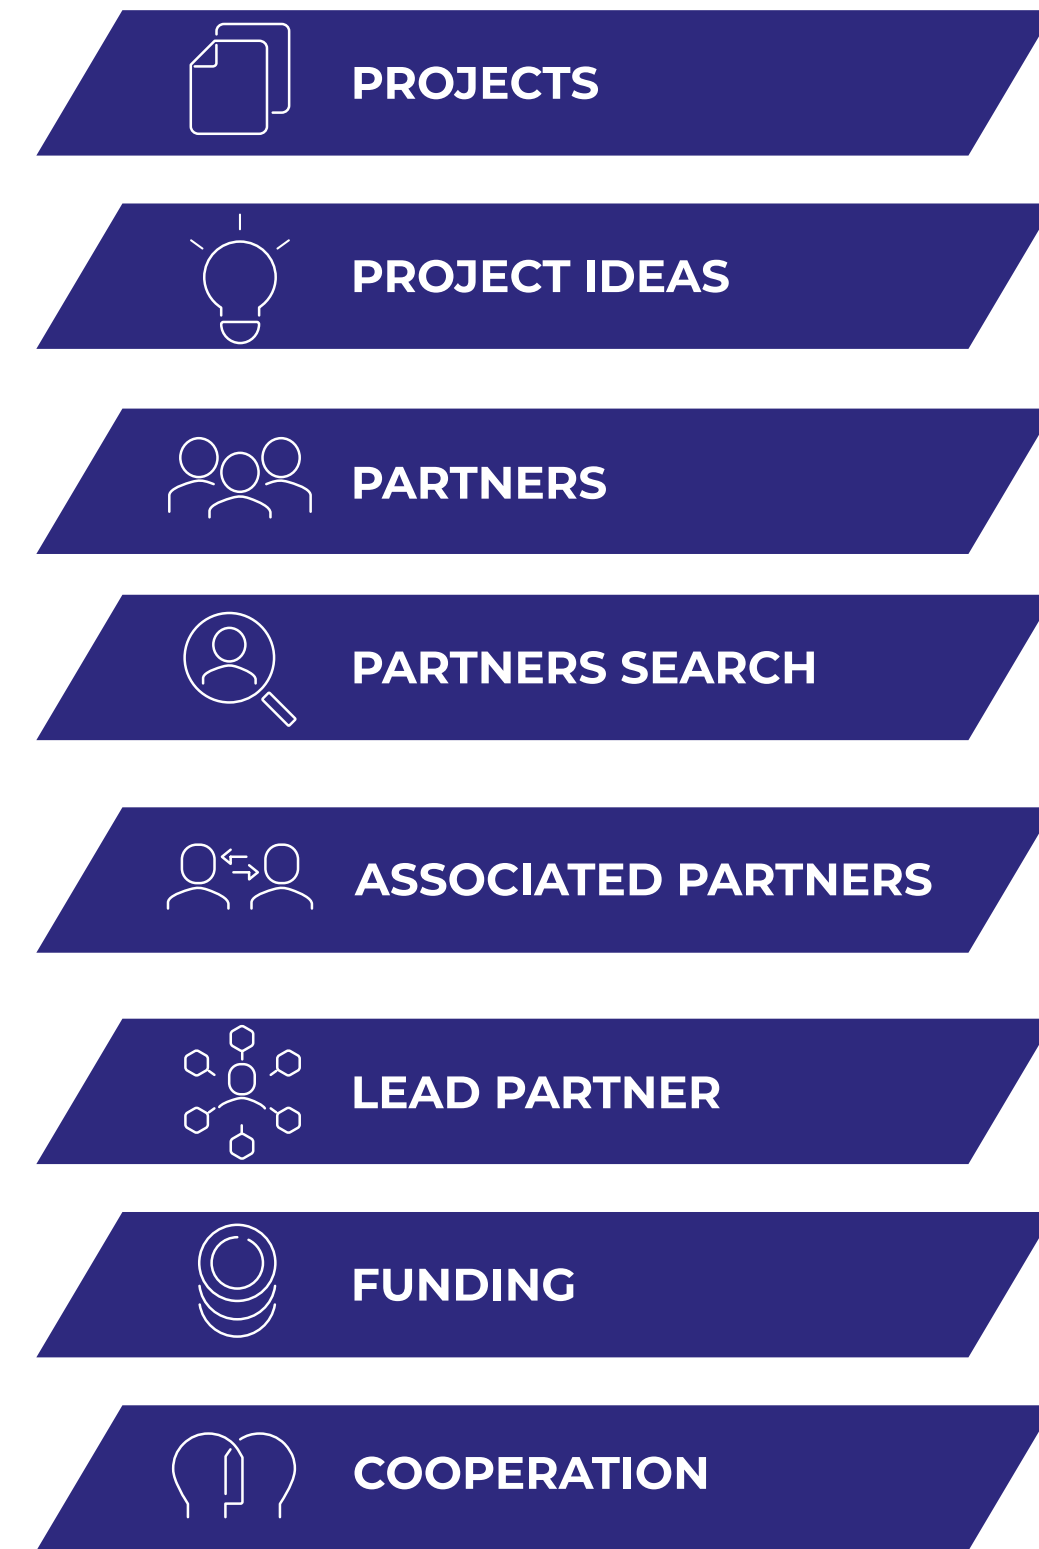 PROJECTS
PROJECT IDEAS
PARTNERS
PARTNERS SEARCH
ASSOCIATED PARTNERS
LEAD PARTNER
FUNDING
COOPERATION